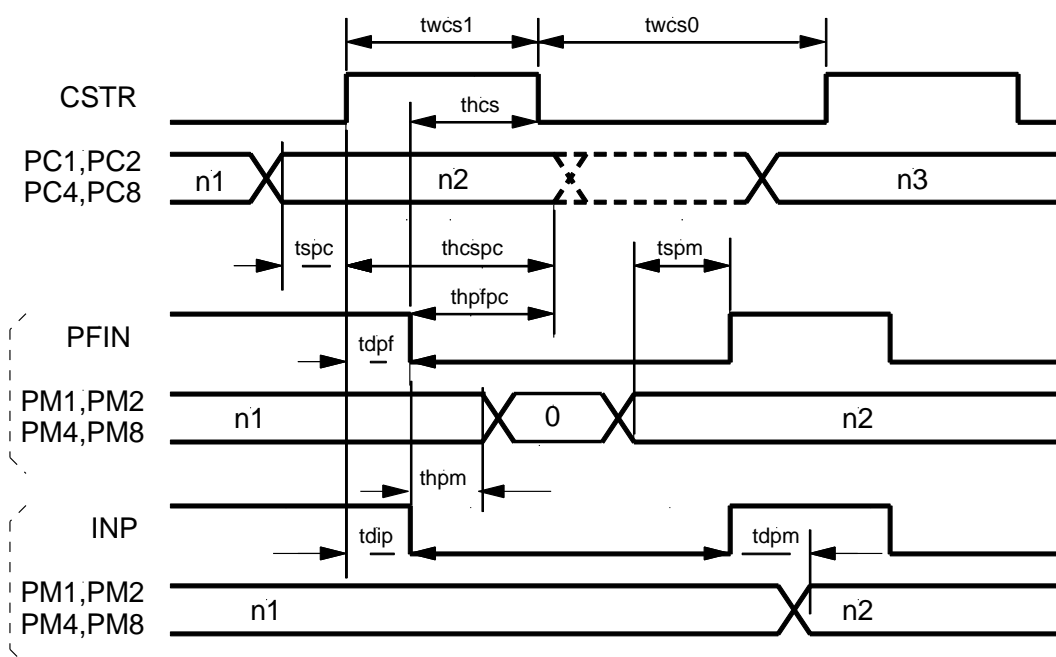 twcs1 twcs0
CSTR
thcs
PC1,PC2
PC4,PC8
n1 n2 n3
tspc thcspc tspm
thpfpc
PFIN
tdpf
PM1,PM2
PM4,PM8
n1 0 n2
thpm
INP
tdip tdpm
PM1,PM2
PM4,PM8
n1 n2